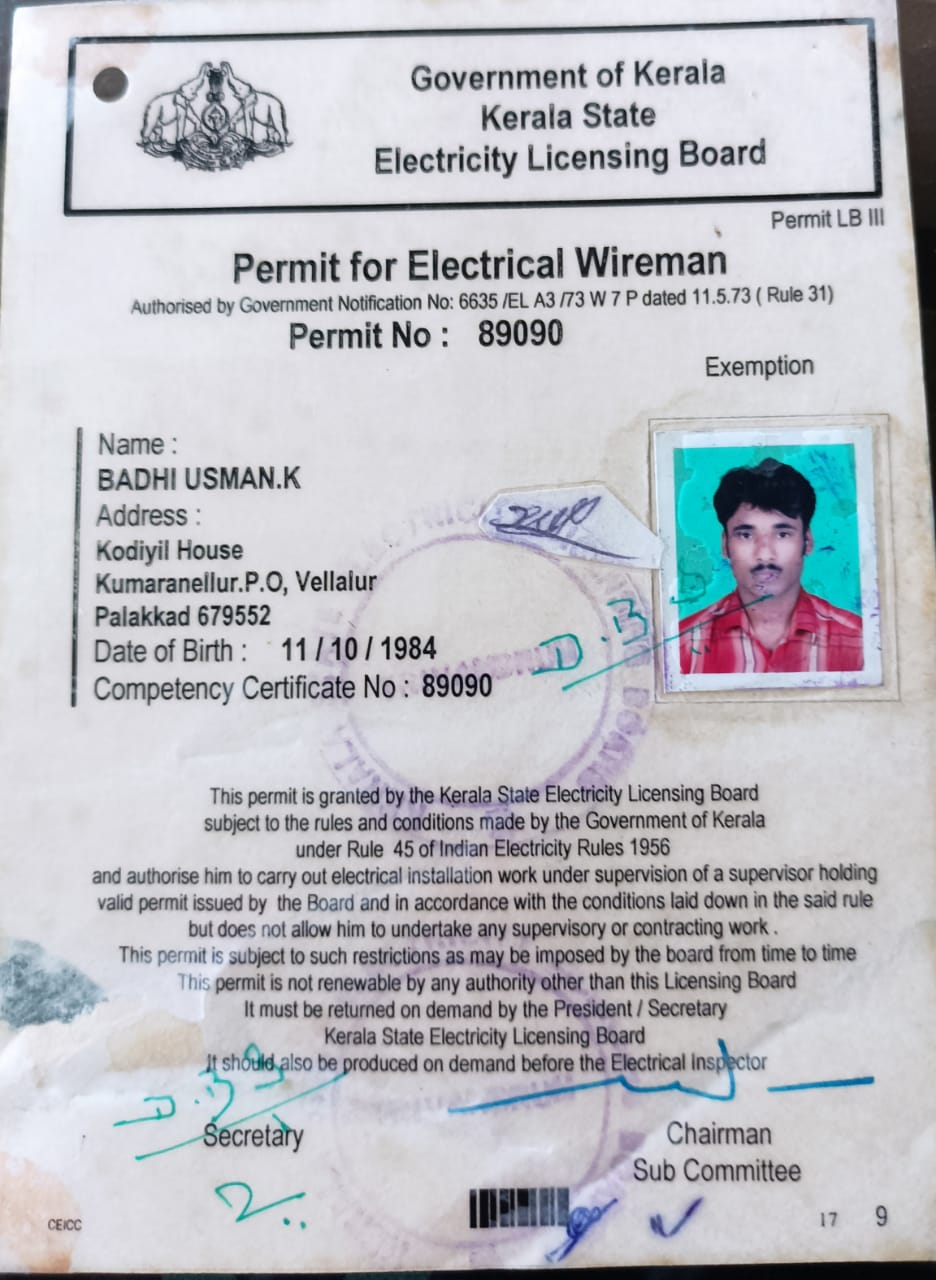 Government of Kerala
Kerala State
Electricity Licensing Board
Permit LB III
Permit for Electrical Wireman
Authorised by Government Notification No: 6635 /EL A3 /73 W 7 P dated 11.5.73 ( Rule 31)
Permit No : 89090
Exemption
Name :
BADHI USMAN.K
Address :
Kodiyil House
Kumaranellur.P.O, Vellalur
Palakkad 679552
Date of Birth : 11 / 10 / 1984
Competency Certificate No : 89090
This permit is granted by the Kerala State Electricity Licensing Board
subject to the rules and conditions made by the Government of Kerala
under Rule 45 of Indian Electricity Rules 1956
and authorise him to carry out electrical installation work under supervision of a supervisor holding
valid permit issued by the Board and in accordance with the conditions laid down in the said rule
but does not allow him to undertake any supervisory or contracting work .
This permit is subject to such restrictions as may be imposed by the board from time to time
This permit is not renewable by any authority other than this Licensing Board
It must be returned on demand by the President / Secretary
Kerala State Electricity Licensing Board
It should also be produced on demand before the Electrical Inspector
Secretary
Chairman
Sub Committee
CEICC
17 9